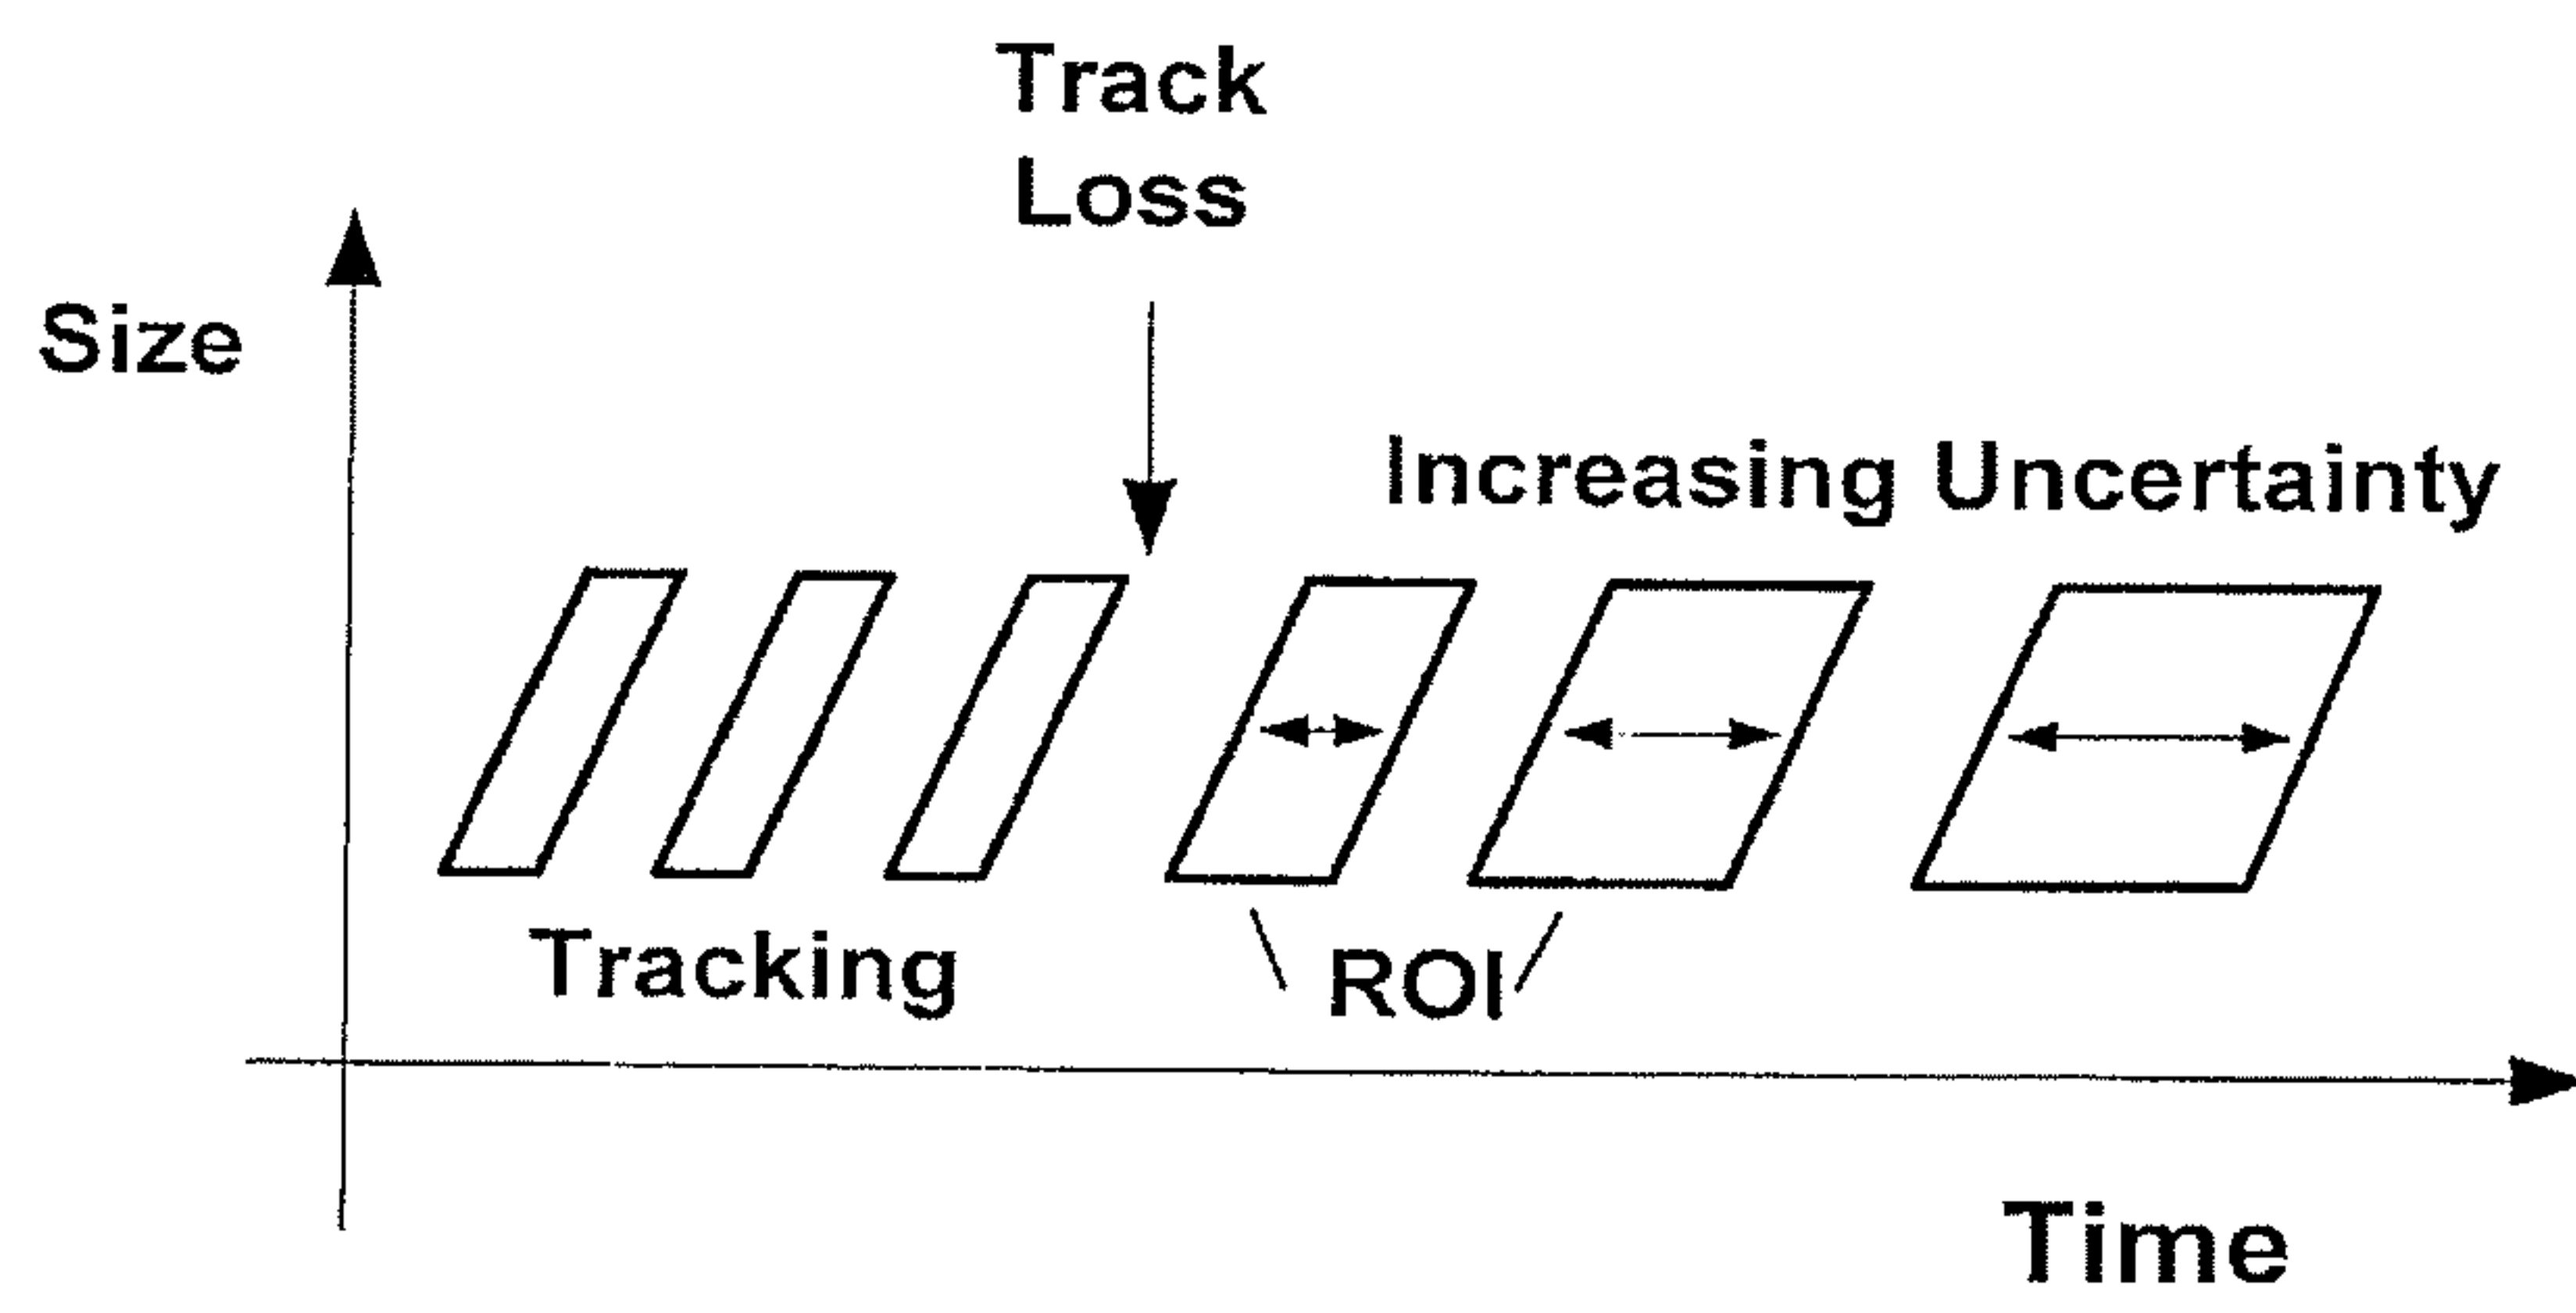 Track
Loss
Size
Increasing Uncertainty
Tracking
ROI
Time